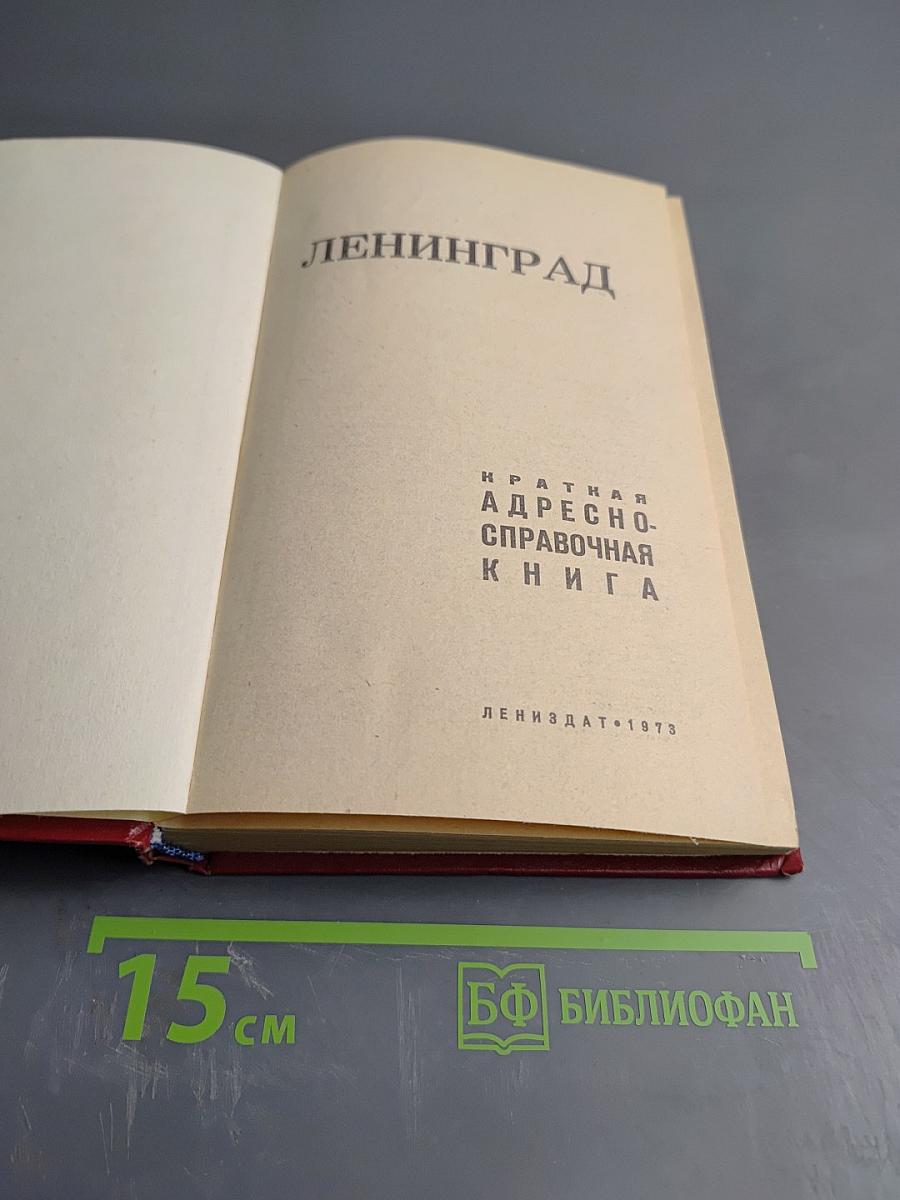 ЛЕНИНГРАД
КРАТКАЯ
АДРЕСНО-
СПРАВОЧНАЯ
КНИГА
ЛЕНИЗДАТ•1973
15 см
БФ БИБЛИОФАН